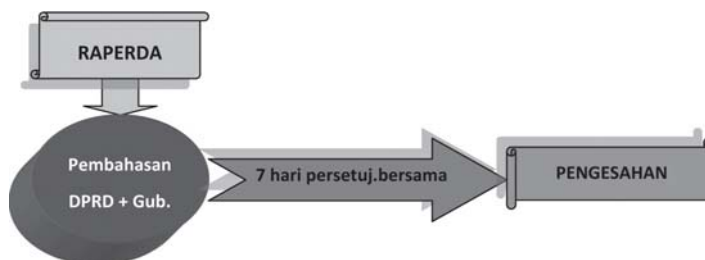 RAPERDA
Pembahasan
DPRD + Gub.
7 hari persetuj.bersama
PENGESAHAN